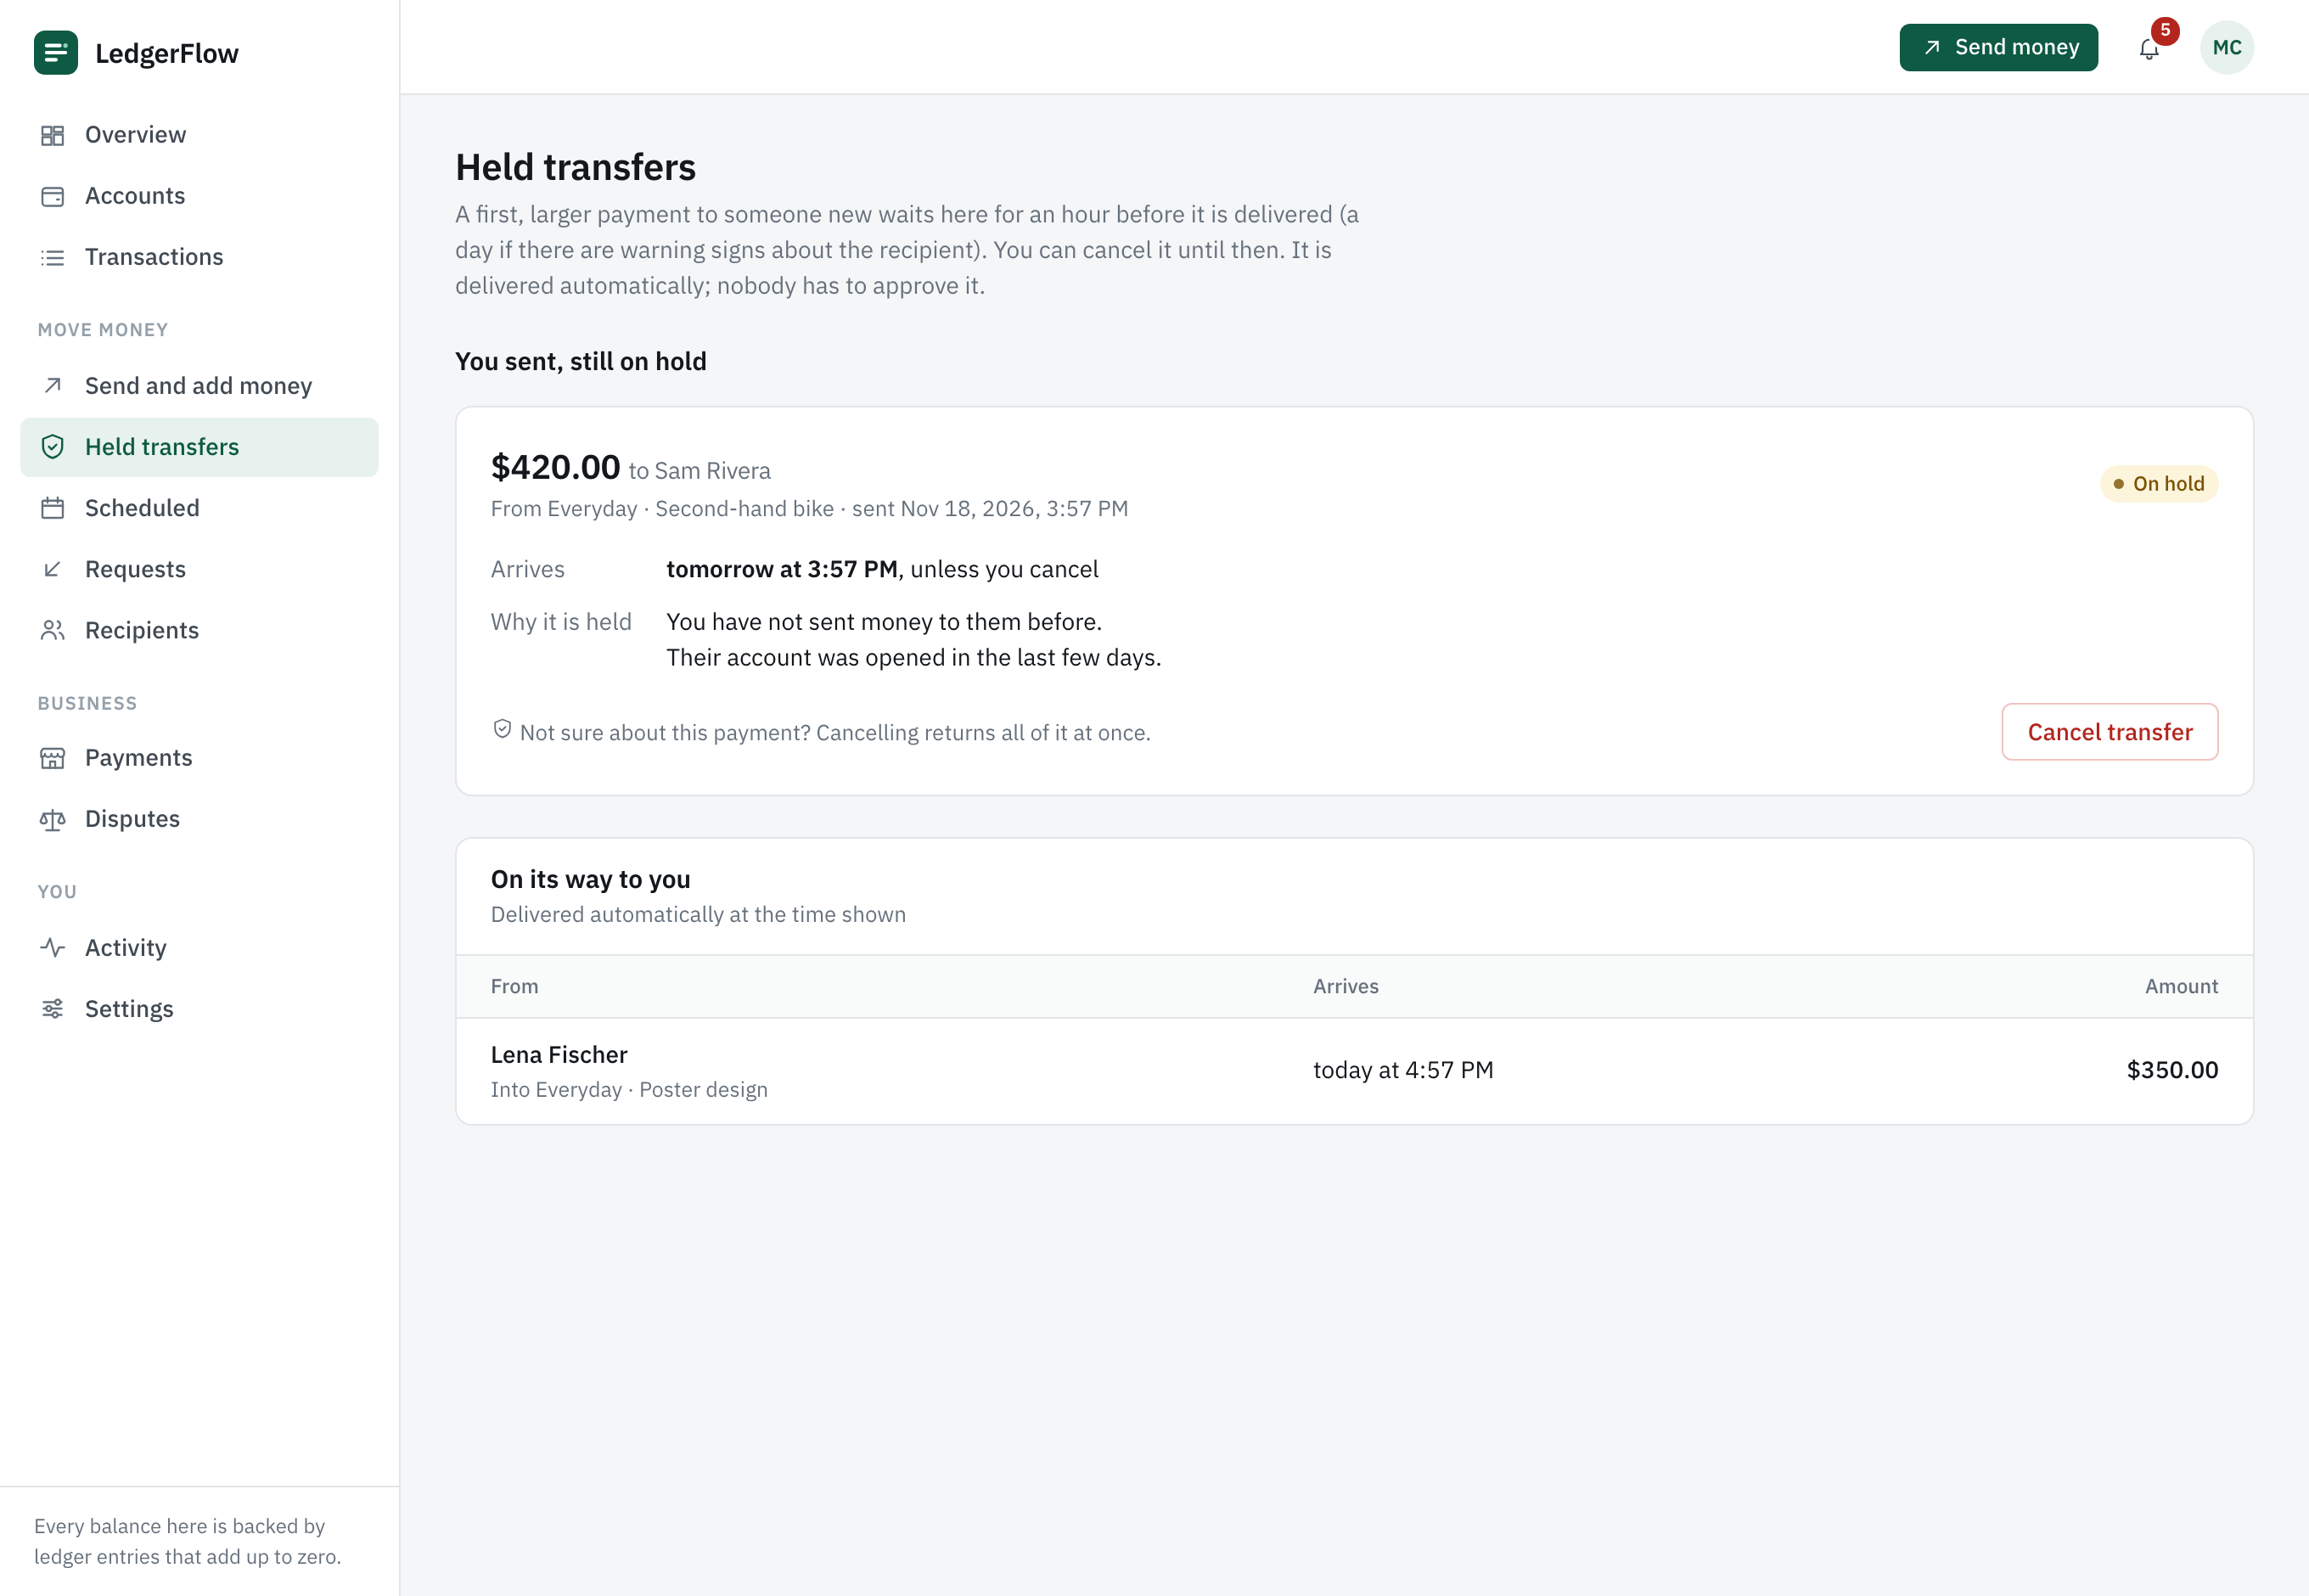 LedgerFlow
Overview
Accounts
Transactions
MOVE MONEY
Send and add money
Held transfers
Scheduled
Requests
Recipients
BUSINESS
Payments
Disputes
YOU
Activity
Settings
Every balance here is backed by
ledger entries that add up to zero.
Send money
5
MC
Held transfers
A first, larger payment to someone new waits here for an hour before it is delivered (a
day if there are warning signs about the recipient). You can cancel it until then. It is
delivered automatically; nobody has to approve it.
You sent, still on hold
$420.00 to Sam Rivera
On hold
From Everyday · Second-hand bike · sent Nov 18, 2026, 3:57 PM
Arrives tomorrow at 3:57 PM, unless you cancel
Why it is held You have not sent money to them before.
Their account was opened in the last few days.
Not sure about this payment? Cancelling returns all of it at once.
Cancel transfer
On its way to you
Delivered automatically at the time shown
From Arrives Amount
Lena Fischer
Into Everyday · Poster design
today at 4:57 PM
$350.00